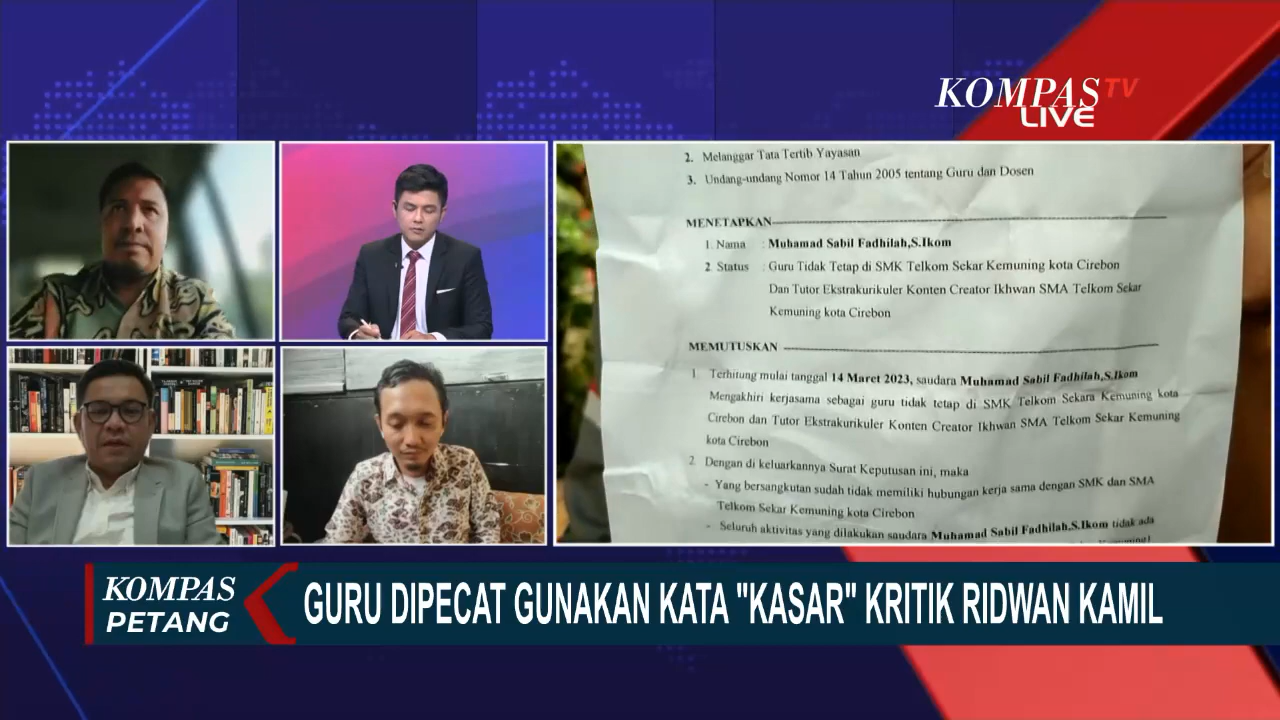 KOMPAS TV
LIVE
2. Melanggar Tata Tertib Yayasan
3. Undang-undang Nomor 14 Tahun 2005 tentang Guru dan Dosen
MENETAPKAN
1. Nama : Muhamad Sabil Fadhilah,S.Ikom
2. Status : Guru Tidak Tetap di SMK Telkom Sekar Kemuning kota Cirebon
Dan Tutor Ekstrakurikuler Konten Creator Ikhwan SMA Telkom Sekar
Kemuning kota Cirebon
MEMUTUSKAN
1 Terhitung mulai tanggal 14 Maret 2023, saudara Muhamad Sabil Fadhilah,S.Ikom
Mengakhiri kerjasama sebagai guru tidak tetap di SMK Telkom Sekara Kemuning kota
Cirebon dan Tutor Ekstrakurikuler Konten Creator Ikhwan SMA Telkom Sekar Kemuning
kota Cirebon
2. Dengan di keluarkannya Surat Keputusan ini, maka
- Yang bersangkutan sudah tidak memiliki hubungan kerja sama dengan SMK dan SMA
Telkom Sekar Kemuning kota Cirebon
- Seluruh aktivitas yang dilakukan saudara Muhamad Sabil Fadhilah,S.Ikom tidak ada
KOMPAS
PETANG
GURU DIPECAT GUNAKAN KATA "KASAR" KRITIK RIDWAN KAMIL